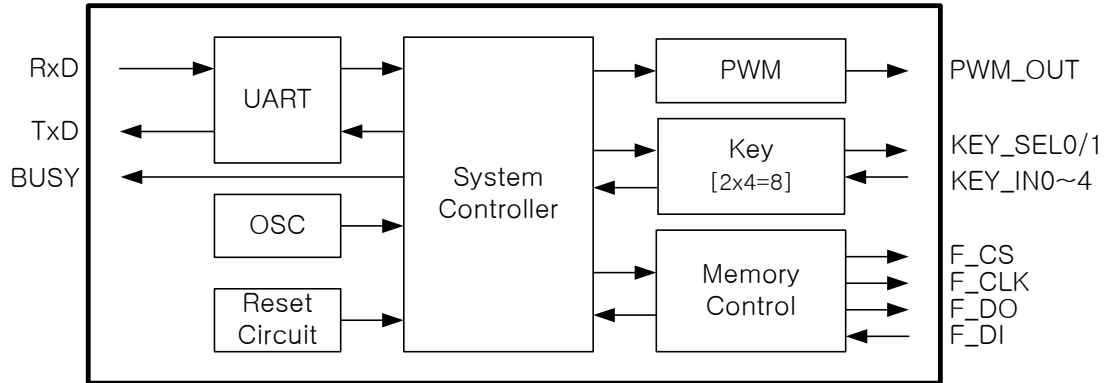 RxD
TxD
BUSY
UART
OSC
Reset
Circuit
System
Controller
PWM
Key
[2x4=8]
Memory
Control
PWM_OUT
KEY_SEL0/1
KEY_IN0~4
F_CS
F_CLK
F_DO
F_DI